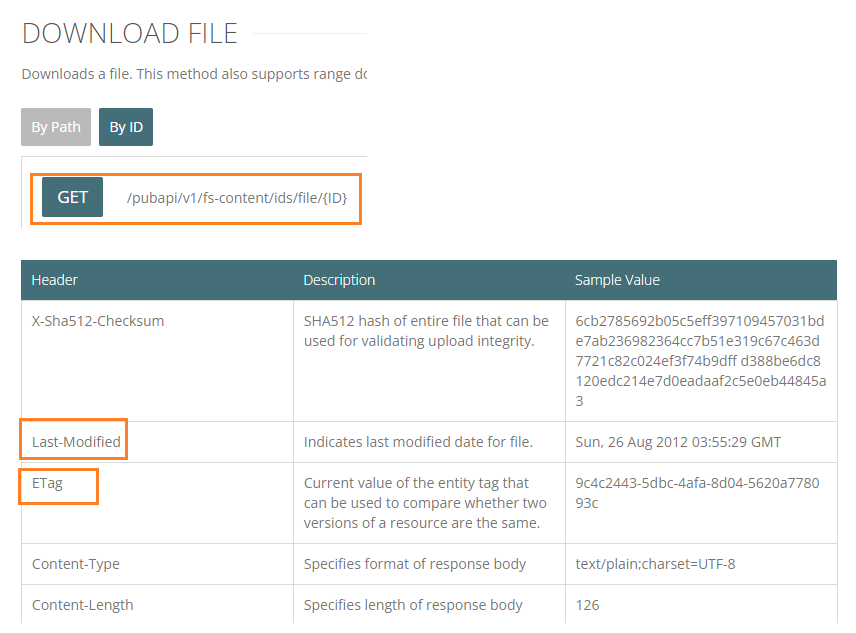 DOWNLOAD FILE
Downloads a file. This method also supports range
By Path
By ID
GET /pubapi/v1/fs-content/ids/file/{ID}
Header Description Sample Value
X-Sha512-Checksum
SHA512 hash of entire file that can be
used for validating upload integrity.
6cb2785692b05c5eff397109457031bd
e7ab236982364cc7b51e319c67c463d
7721c82c024ef3f74b9dff d388be6dc8
120edc214e7d0eadaaf2c5e0eb44845a
3
Last-Modified
Indicates last modified date for file.
Sun, 26 Aug 2012 03:55:29 GMT
ETag
Current value of the entity tag that
can be used to compare whether two
versions of a resource are the same.
9c4c2443-5dbc-4afa-8d04-5620a7780
93c
Content-Type
Specifies format of response body
text/plain;charset=UTF-8
Content-Length
Specifies length of response body
126